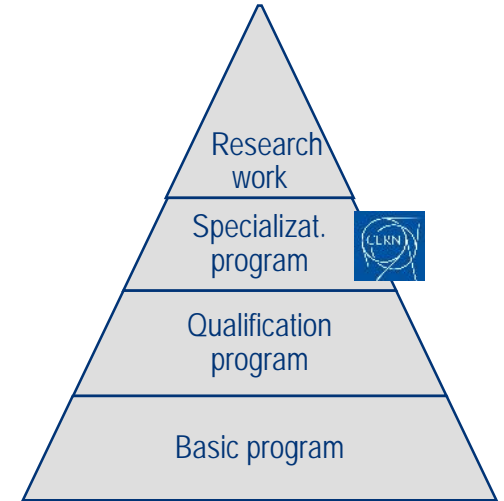 Research
work
Specializat.
program
CERN
Qualification
program
Basic program